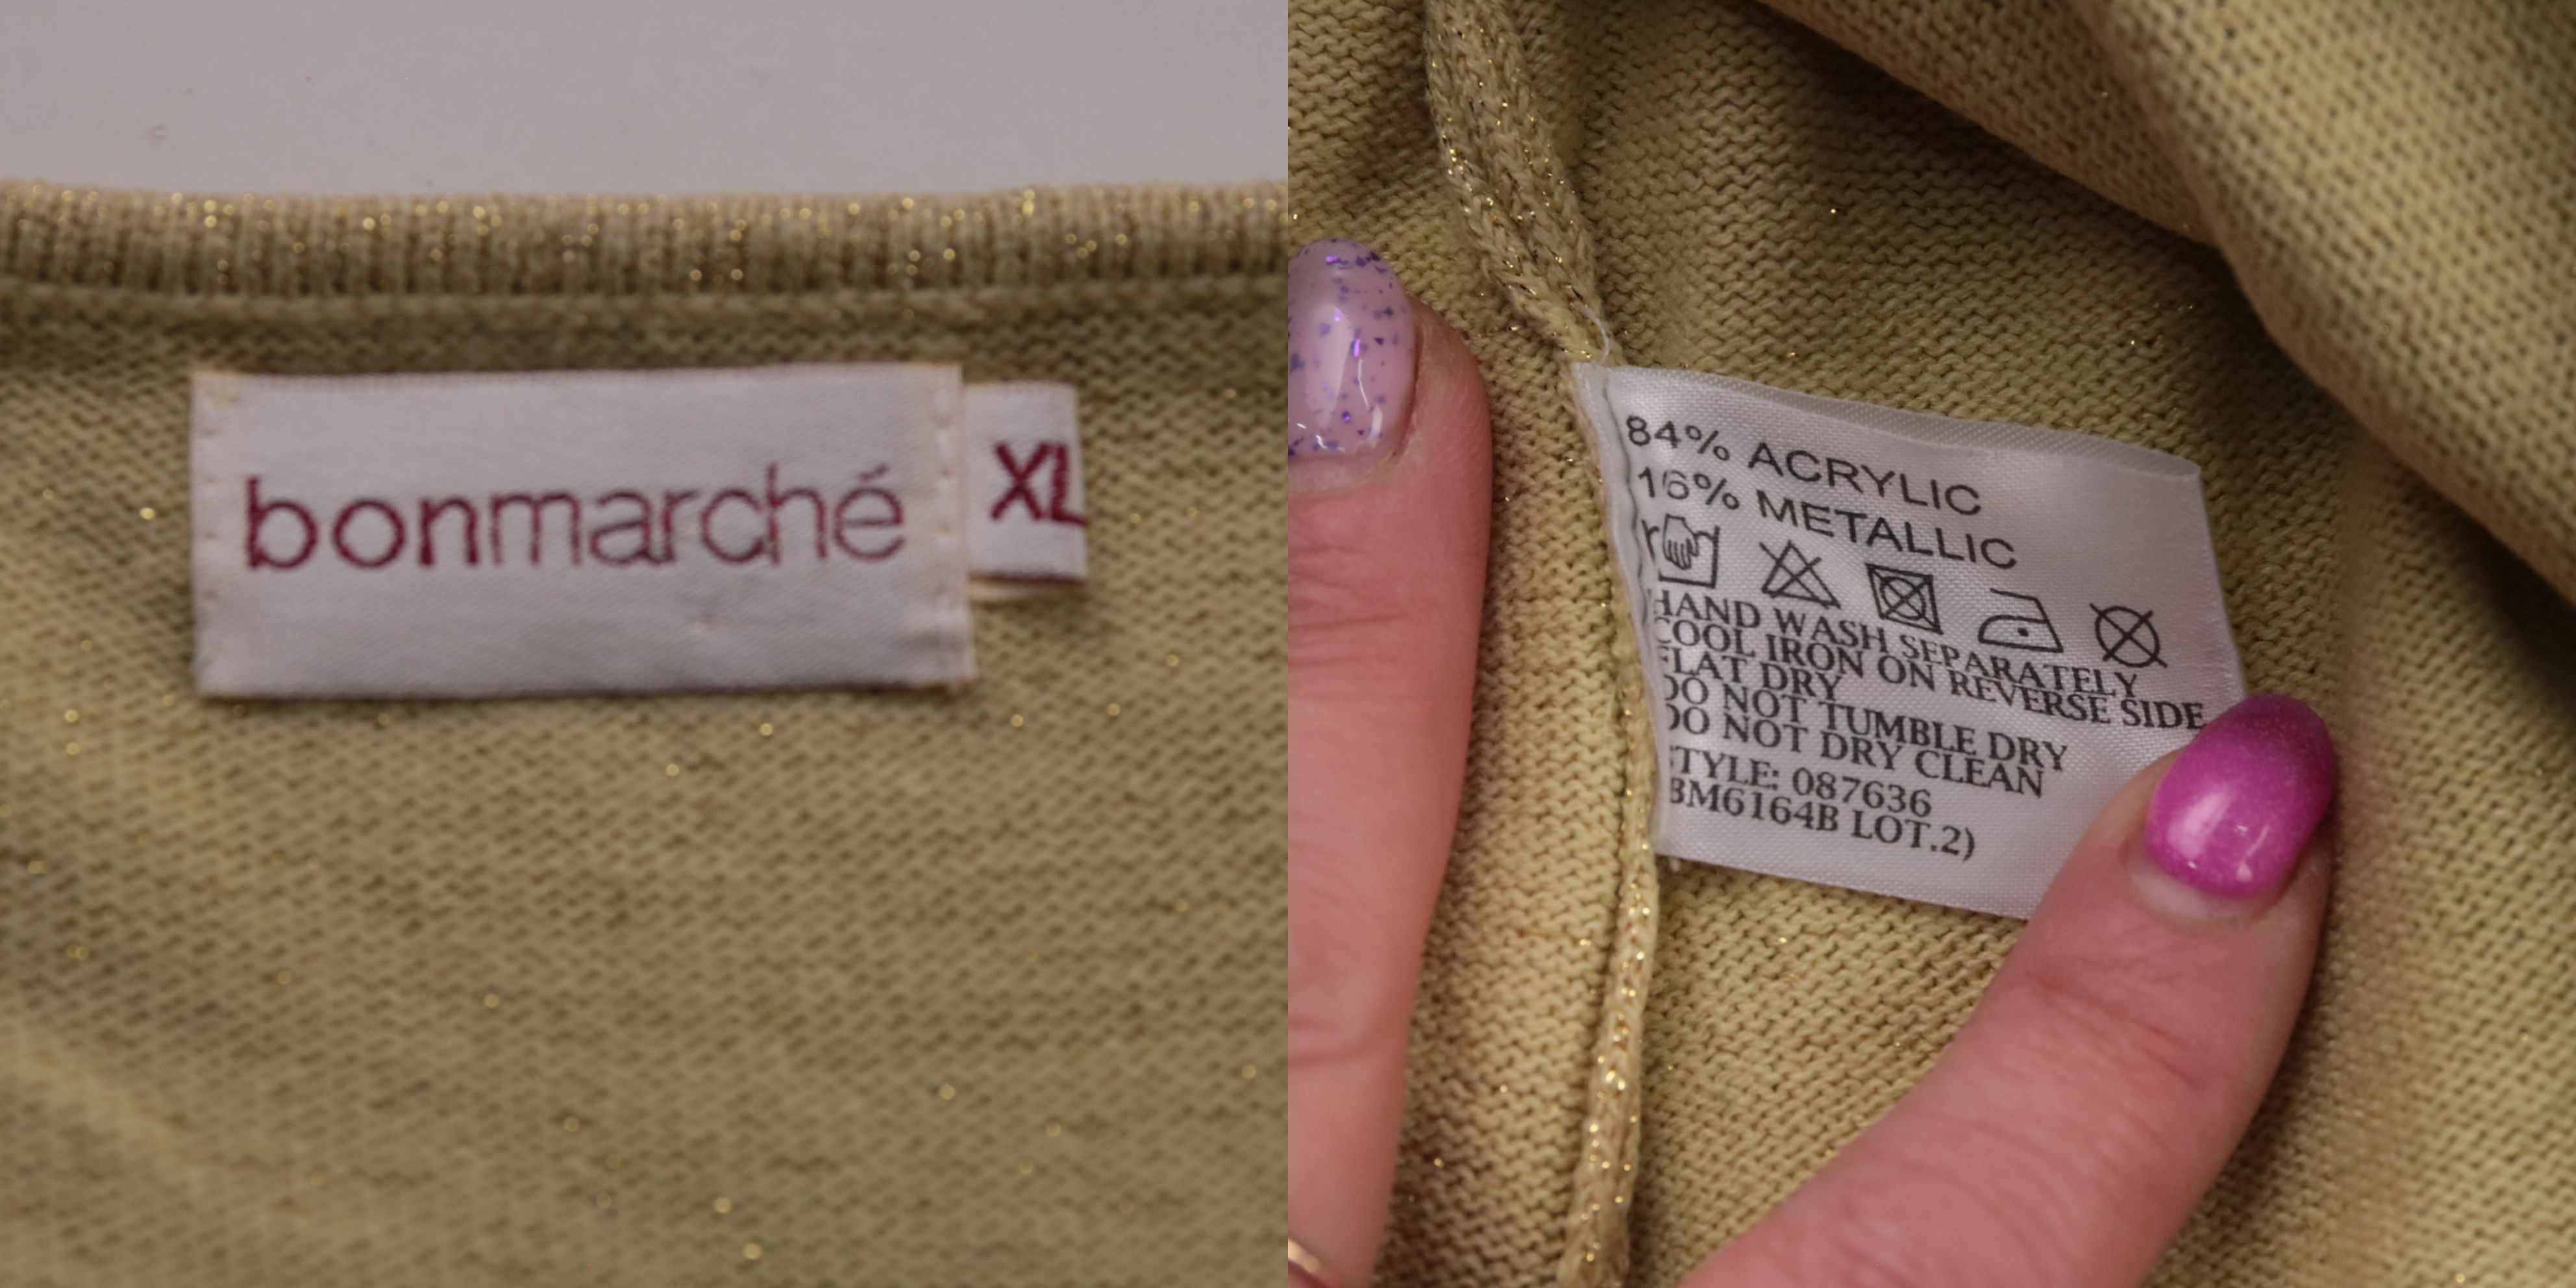 bonmarché
XL
84% ACRYLIC
16% METALLIC
HAND WASH SEPARATELY
COOL IRON ON REVERSE SIDE
FLAT DRY
DO NOT TUMBLE DRY
DO NOT DRY CLEAN
STYLE: 087636
BM6164B LOT.2)